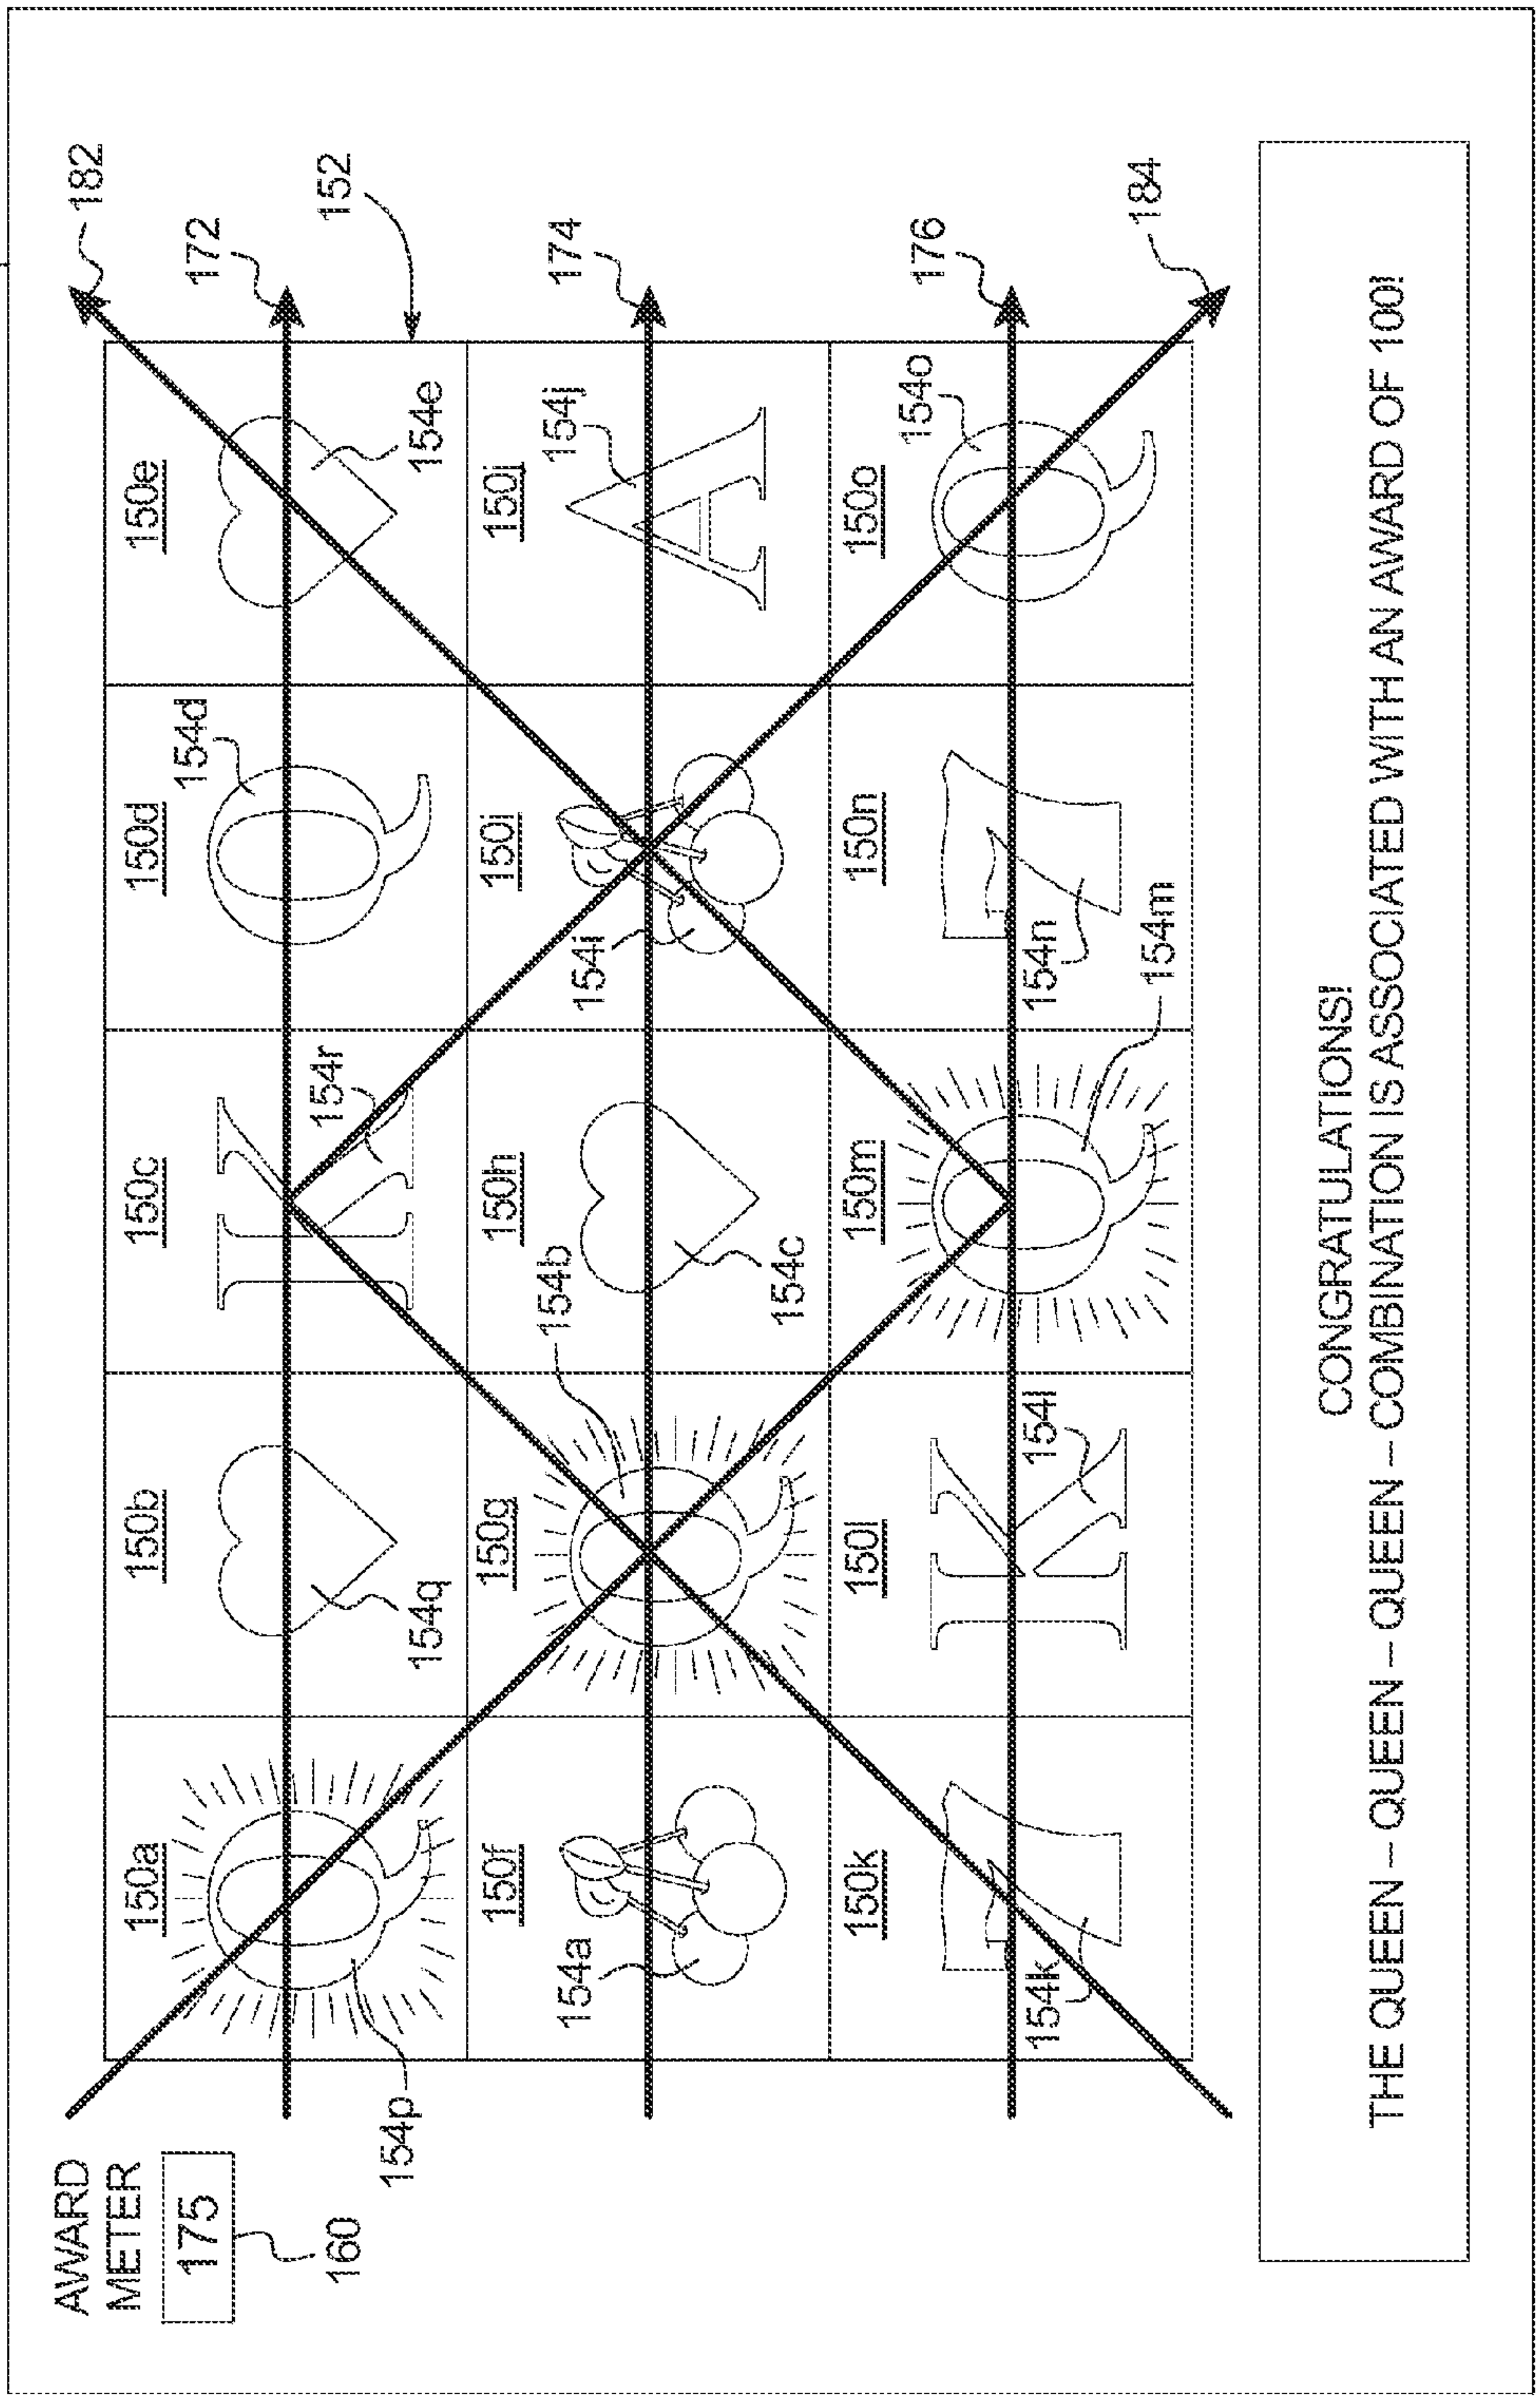 AWARD
METER
175
160
182
172
152
174
176
184
150a
154p
150b
154q
150c
154r
150d
154d
150e
154e
150f
154a
150g
154b
150h
154c
150i
154i
150j
154j
A
150k
154k
7
150l
154l
K
150m
154m
150n
154n
7
150o
154o
Q
Q
K
Q
Q
Q
CONGRATULATIONS!
THE QUEEN – QUEEN – QUEEN – COMBINATION IS ASSOCIATED WITH AN AWARD OF 100!